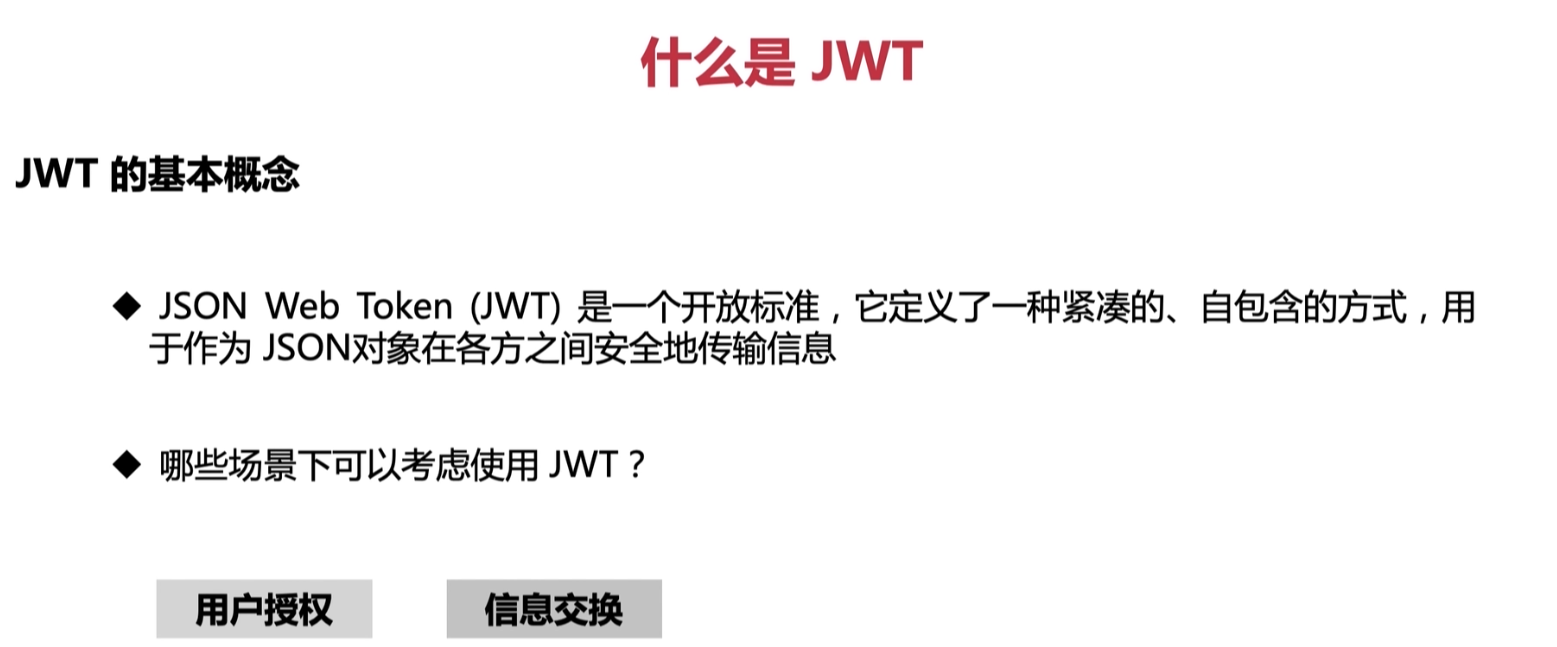 什么是 JWT
JWT 的基本概念
◆ JSON Web Token (JWT) 是一个开放标准，它定义了一种紧凑的、自包含的方式，用
于作为 JSON对象在各方之间安全地传输信息
◆ 哪些场景下可以考虑使用 JWT？
用户授权 信息交换